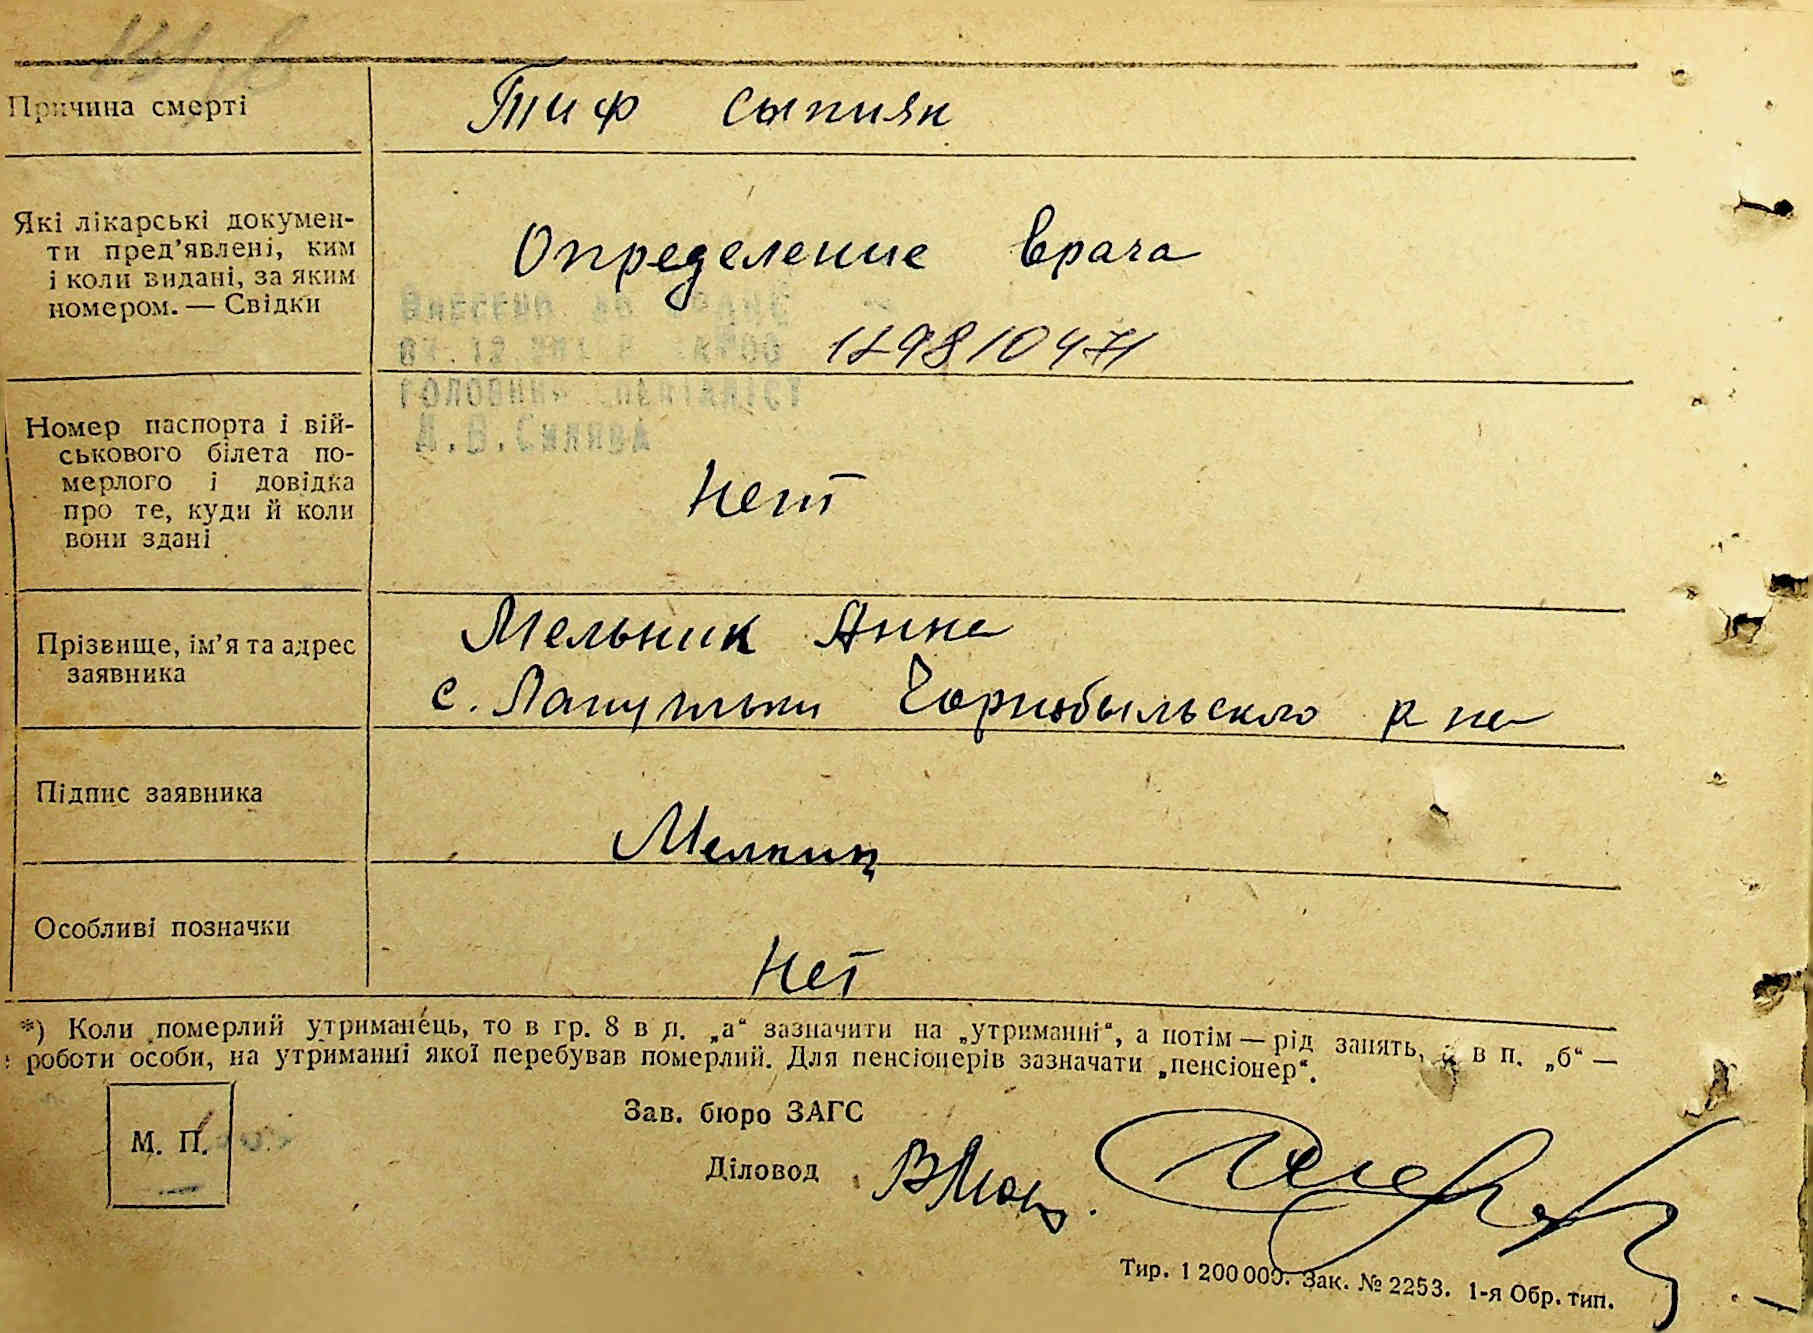 Причина смерті
Тиф сыпняк
Які лікарські докумен-
ти пред'явлені, ким
і коли видані, за яким
номером. — Свідки
Определение врача
Номер паспорта і вій-
ськового білета по-
мерлого і довідка
про те, куди й коли
вони здані
Нет
Прізвище, ім'я та адрес
заявника
Мельник Анна
с. Чорнобыльского р на
Підпис заявника
Особливі позначки
Нет
*) Коли померлий утриманець, то в гр. 8 в п. „а“ зазначити на „утриманні“, а потім — рід занять, а в п. „б“ —
роботи особи, на утриманні якої перебував померлий. Для пенсіонерів зазначати „пенсіонер“.
М. П.
Зав. бюро ЗАГС
Діловод
Тир. 1 200 000. Зак. № 2253. 1-я Обр. тип.